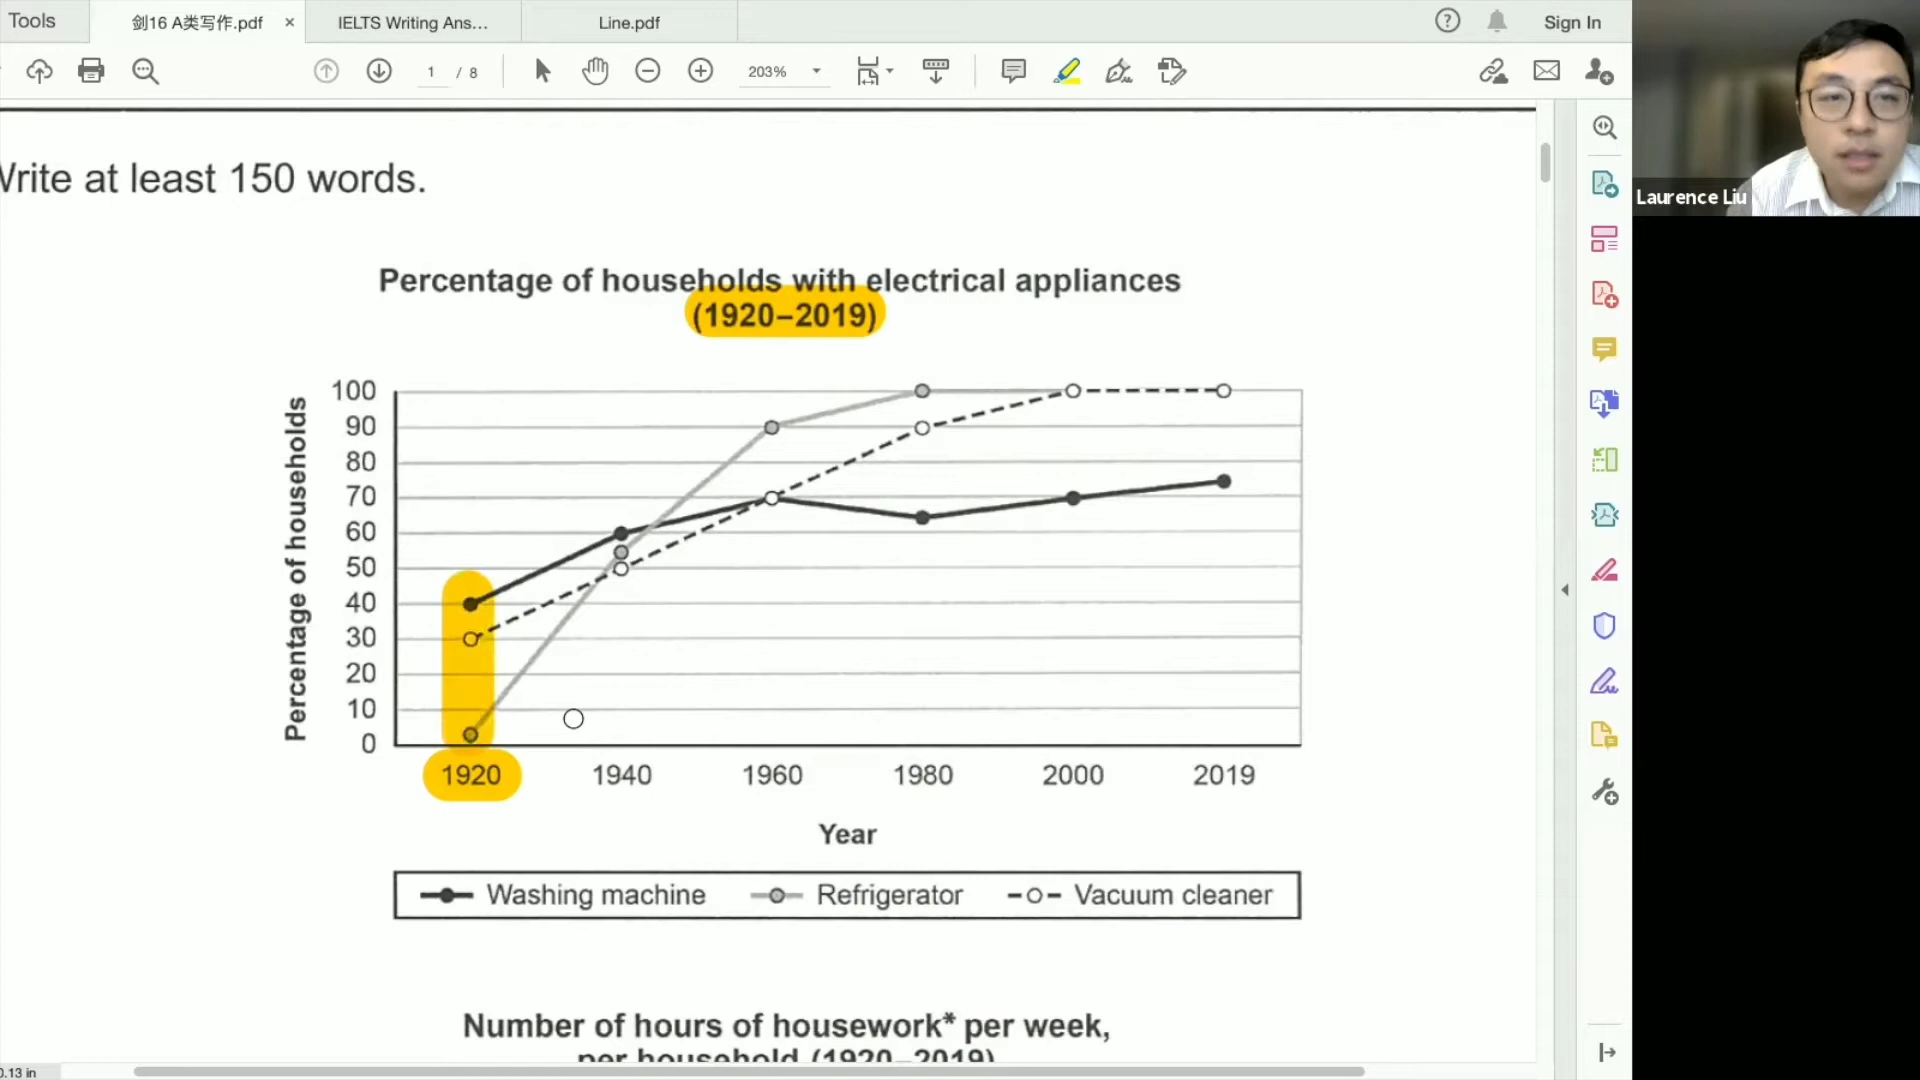 Tools
剑16 A类写作.pdf
IELTS Writing Ans...
Line.pdf
Sign In
1 / 8
203%
Write at least 150 words.
Laurence Liu
Percentage of households with electrical appliances
(1920–2019)
Percentage of households
100
90
80
70
60
50
40
30
20
10
0
1920 1940 1960 1980 2000 2019
Year
Washing machine Refrigerator Vacuum cleaner
Number of hours of housework* per week,
per household (1920–2019)
0.13 in